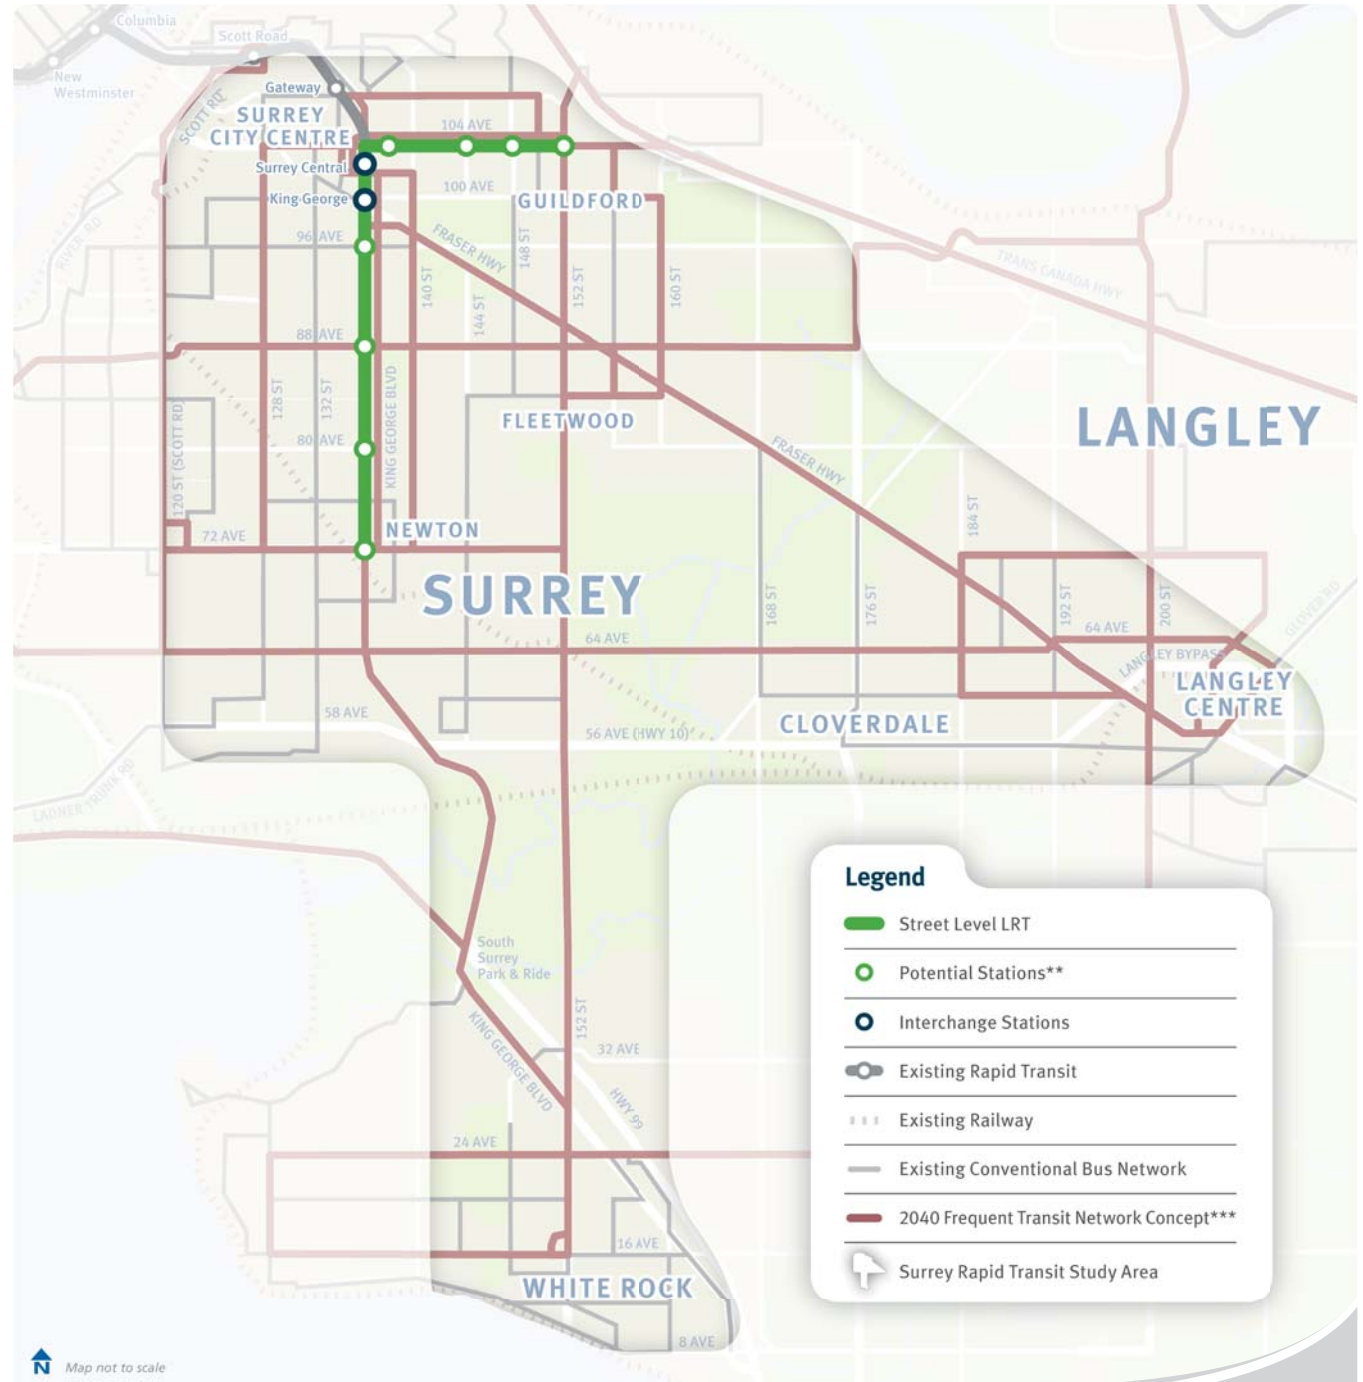 Columbia
Scott Road
New
Westminster
Gateway
SCOTT RD
SURREY
CITY CENTRE
104 AVE
Surrey Central
100 AVE
King George
GUILDFORD
RIVER RD
96 AVE
FRASER HWY
148 ST
140 ST
144 ST
152 ST
160 ST
TRANS CANADA HWY
88 AVE
128 ST
132 ST
KING GEORGE BLVD
120 ST (SCOTT RD)
FLEETWOOD
LANGLEY
80 AVE
FRASER HWY
184 ST
72 AVE
NEWTON
SURREY
168 ST
176 ST
192 ST
200 ST
GLOVER RD
64 AVE
64 AVE
LANGLEY BYPASS
LANGLEY
CENTRE
58 AVE
56 AVE (HWY 10)
CLOVERDALE
LADNER TRUNK RD
South
Surrey
Park & Ride
152 ST
KING GEORGE BLVD
32 AVE
HWY 99
24 AVE
16 AVE
WHITE ROCK
8 AVE
Legend
Street Level LRT
Potential Stations**
Interchange Stations
Existing Rapid Transit
Existing Railway
Existing Conventional Bus Network
2040 Frequent Transit Network Concept***
Surrey Rapid Transit Study Area
N
Map not to scale